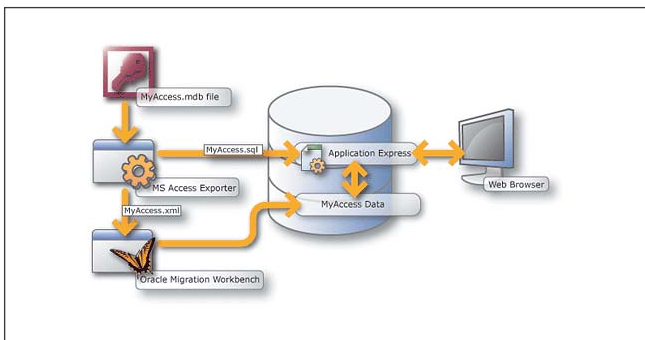 MyAccess.mdb file
MyAccess.sql
Application Express
MS Access Exporter
Web Browser
MyAccess.xml
MyAccess Data
Oracle Migration Workbench